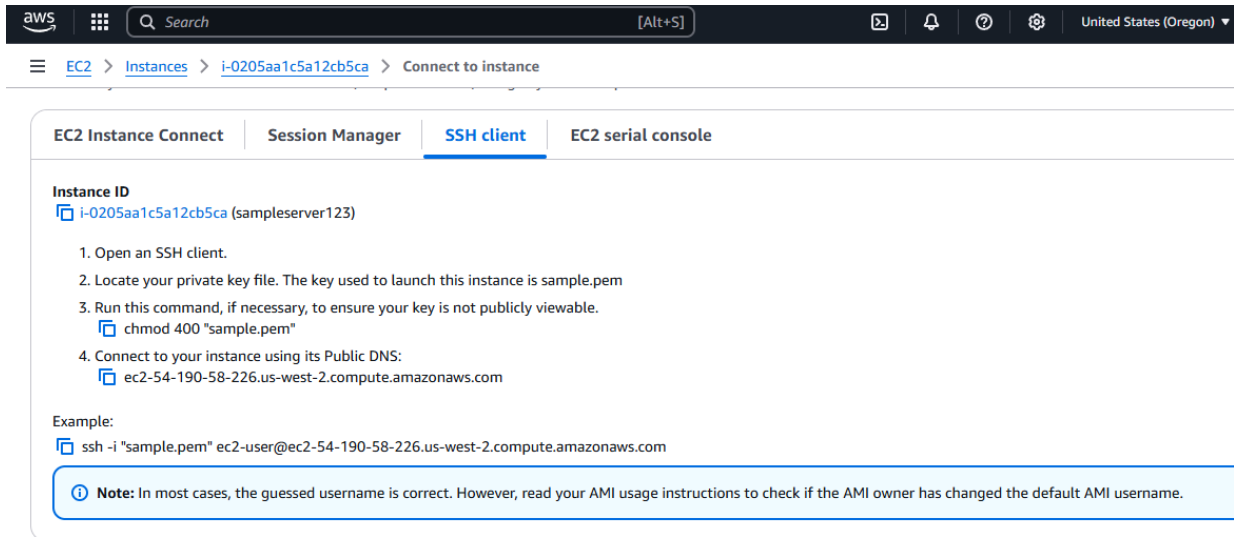 aws
Search [Alt+S] United States (Oregon)
EC2 > Instances > i-0205aa1c5a12cb5ca > Connect to instance
EC2 Instance Connect Session Manager SSH client EC2 serial console
Instance ID
i-0205aa1c5a12cb5ca (sampleserver123)
1. Open an SSH client.
2. Locate your private key file. The key used to launch this instance is sample.pem
3. Run this command, if necessary, to ensure your key is not publicly viewable.
chmod 400 "sample.pem"
4. Connect to your instance using its Public DNS:
ec2-54-190-58-226.us-west-2.compute.amazonaws.com
Example:
ssh -i "sample.pem" ec2-user@ec2-54-190-58-226.us-west-2.compute.amazonaws.com
Note: In most cases, the guessed username is correct. However, read your AMI usage instructions to check if the AMI owner has changed the default AMI username.